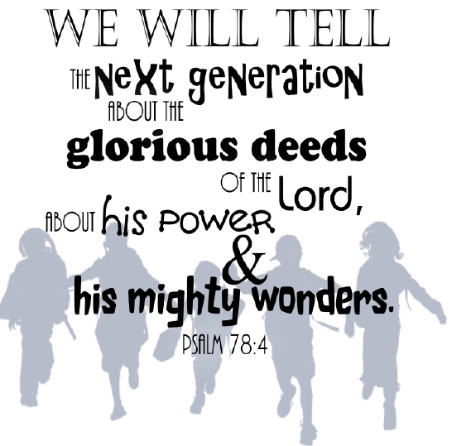 WE WILL TELL
THE NeXt geNeRatioN
ABOUT THE
glorious deeds
OF THE Lord,
ABOUT his POWER
&
his mighty wonders.
PSALM 78:4